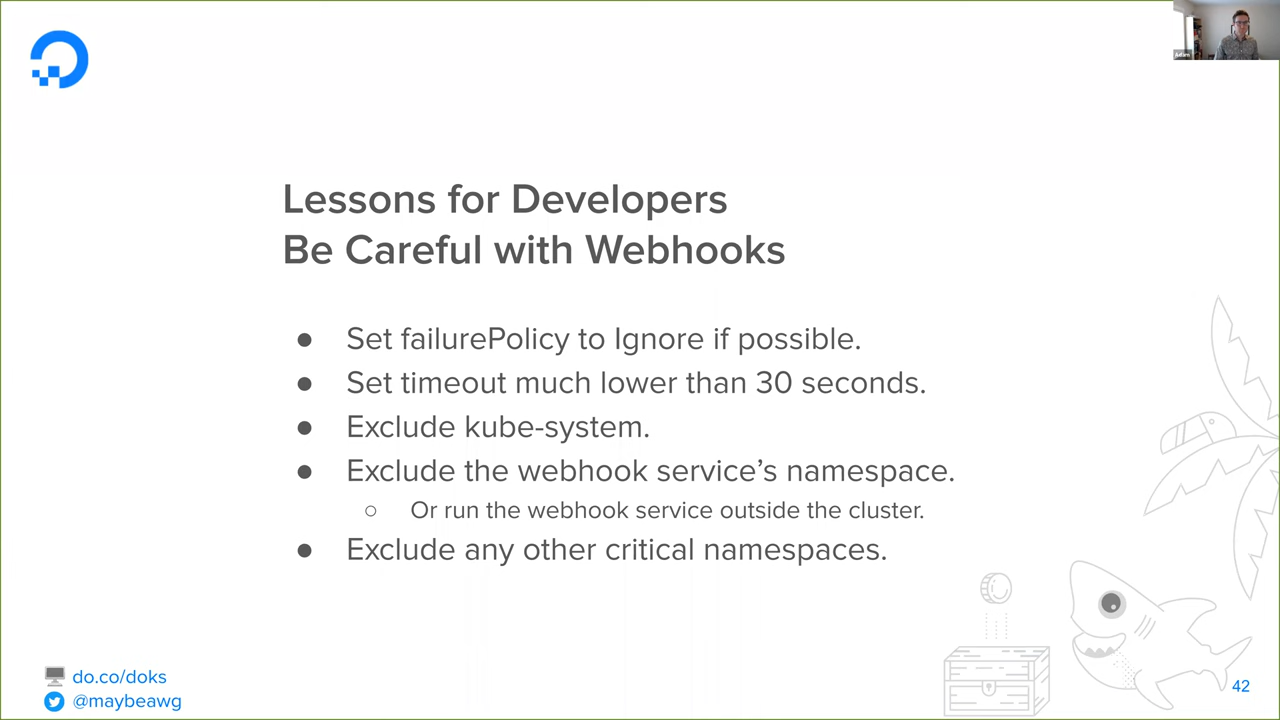 Adam
Lessons for Developers
Be Careful with Webhooks
● Set failurePolicy to Ignore if possible.
● Set timeout much lower than 30 seconds.
● Exclude kube-system.
● Exclude the webhook service’s namespace.
○ Or run the webhook service outside the cluster.
● Exclude any other critical namespaces.
do.co/doks
@maybeawg
42